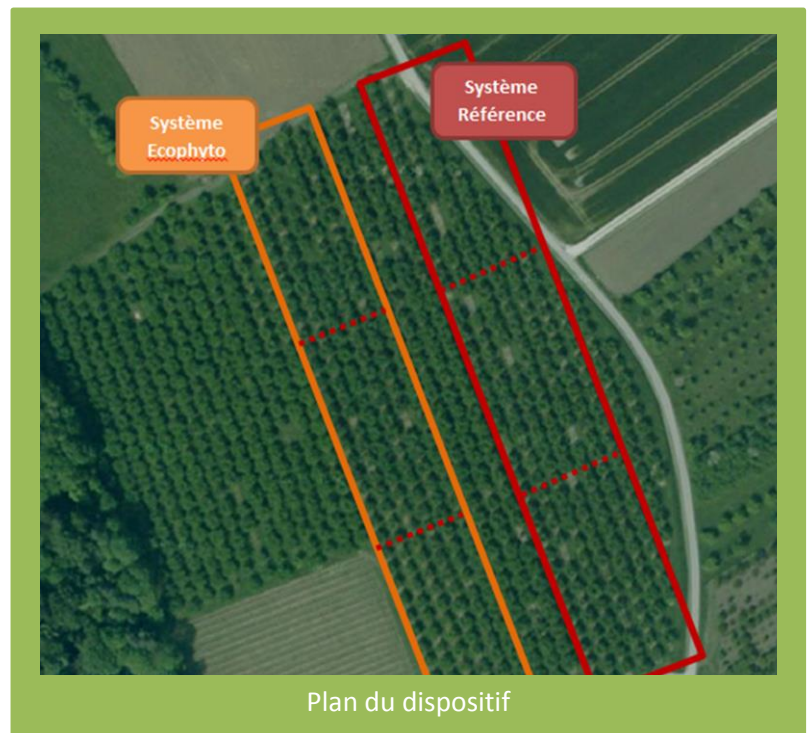 Système
Ecophyto
Système
Référence
Plan du dispositif